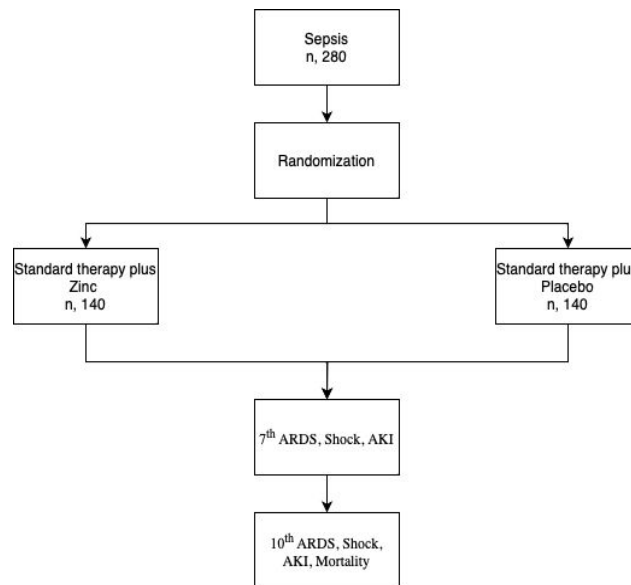 Sepsis
n, 280
Randomization
Standard therapy plus
Zinc
n, 140
Standard therapy plu
Placebo
n, 140
7th ARDS, Shock, AKI
10th ARDS, Shock,
AKI, Mortality